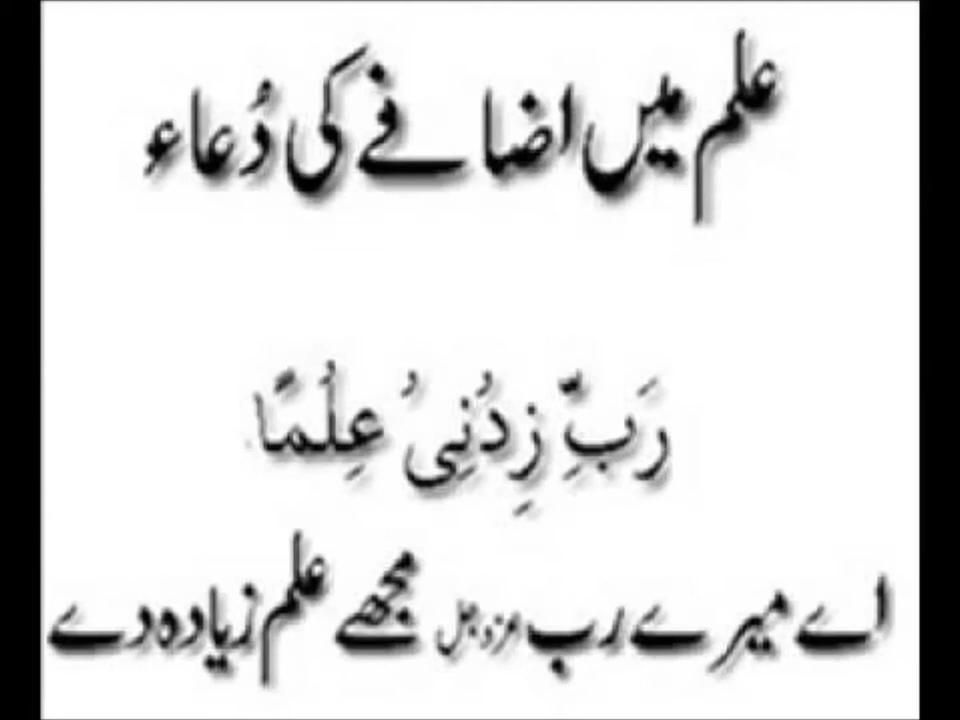 علم میں اضافے کی دُعاء
رَبِّ زِدْنِیْ عِلْمًا
اے میرے رب عزوجل مجھے علم زیادہ دے